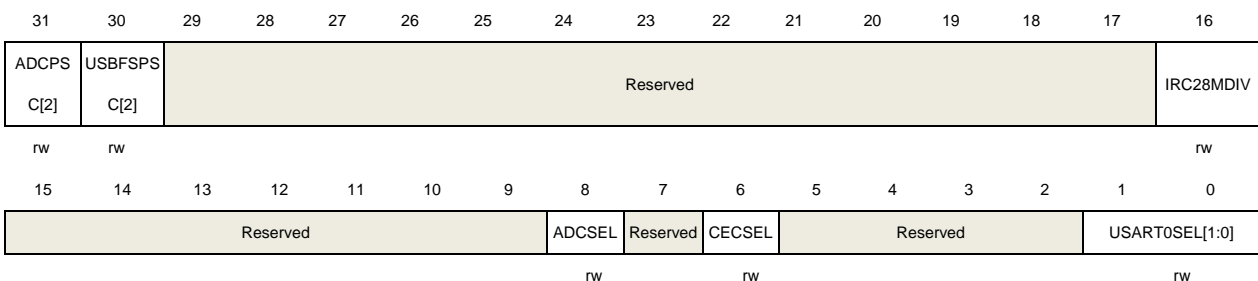 31 30 29 28 27 26 25 24 23 22 21 20 19 18 17 16
ADCPS USBFSPS Reserved IRC28MDIV
C[2] C[2]
rw rw rw
15 14 13 12 11 10 9 8 7 6 5 4 3 2 1 0
Reserved ADCSEL Reserved CECSEL Reserved USART0SEL[1:0]
rw rw rw